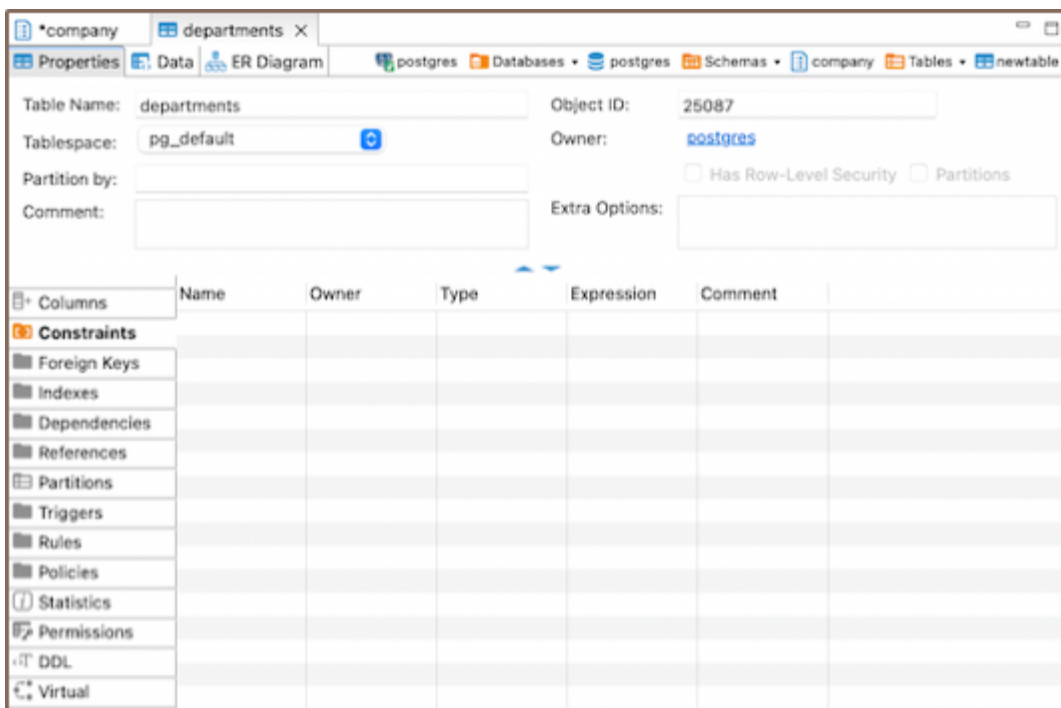 *company departments
Properties Data ER Diagram postgres Databases postgres Schemas company Tables newtable
Table Name: departments Object ID: 25087
Tablespace: pg_default Owner: postgres
Partition by: Has Row-Level Security Partitions
Comment: Extra Options:
Name Owner Type Expression Comment
Columns
Constraints
Foreign Keys
Indexes
Dependencies
References
Partitions
Triggers
Rules
Policies
Statistics
Permissions
DDL
Virtual